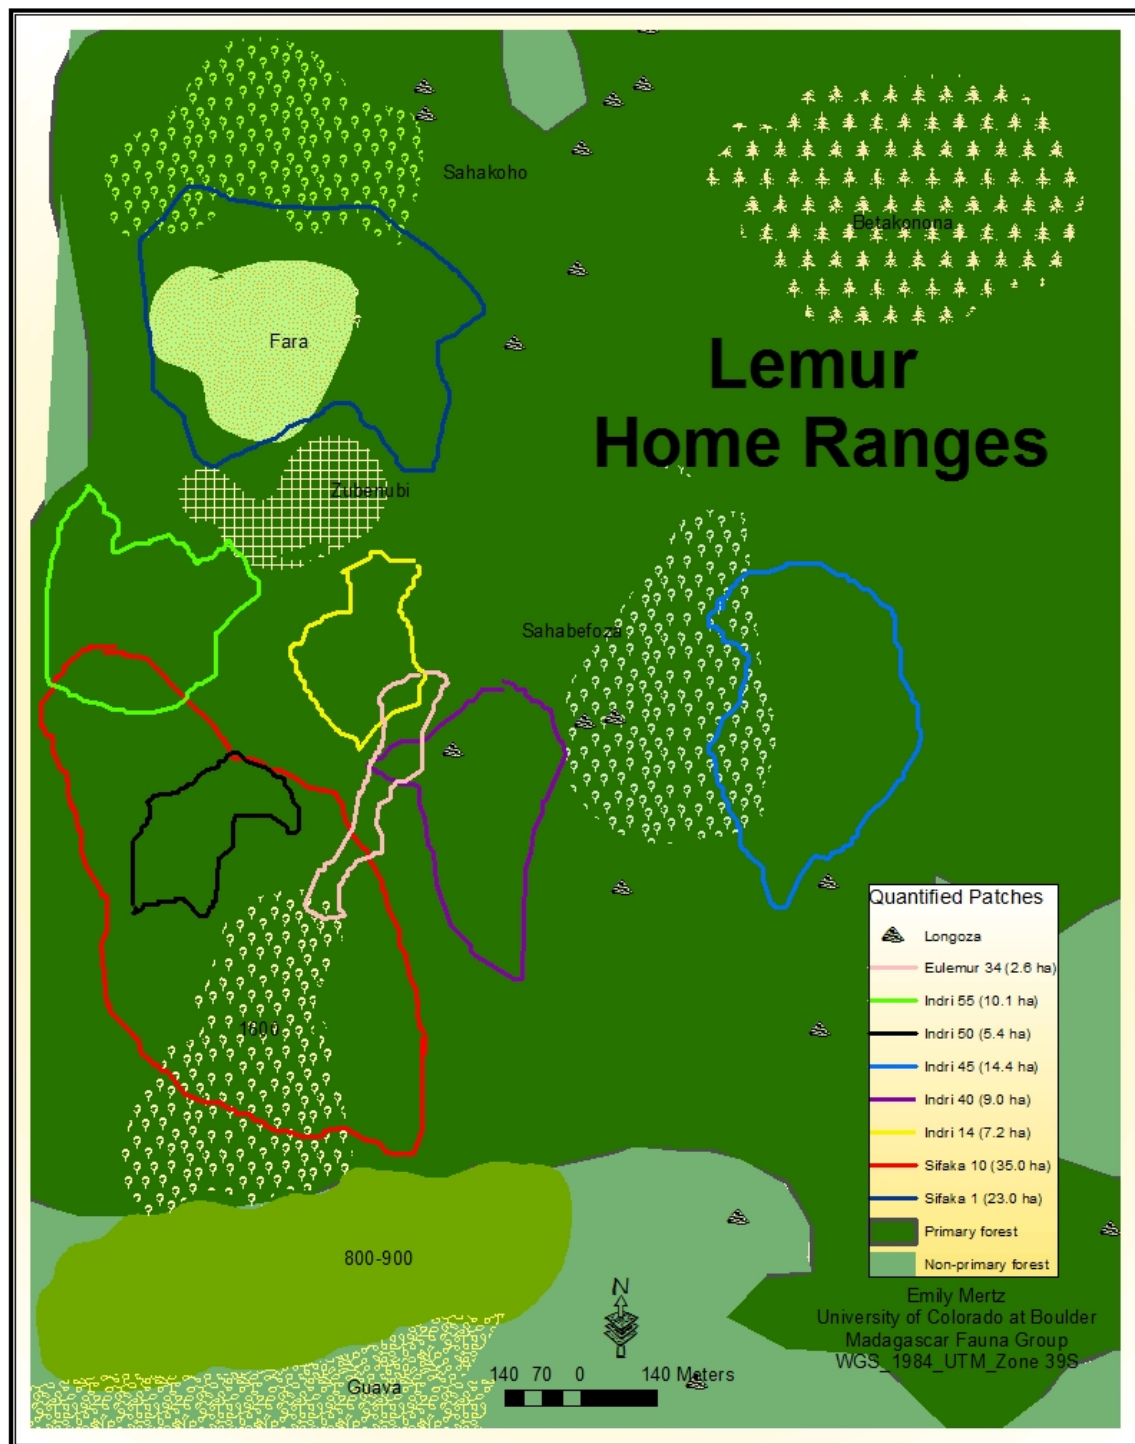 Sahakoho
Betakonona
Fara
Lemur
Home Ranges
Zubenubi
Sahabefoza
1600
Quantified Patches
Longoza
Eulemur 34 (2.6 ha)
Indri 55 (10.1 ha)
Indri 50 (5.4 ha)
Indri 45 (14.4 ha)
Indri 40 (9.0 ha)
Indri 14 (7.2 ha)
Sifaka 10 (35.0 ha)
Sifaka 1 (23.0 ha)
Primary forest
Non-primary forest
800-900
N
Emily Mertz
University of Colorado at Boulder
Madagascar Fauna Group
WGS_1984_UTM_Zone 39S
140 70 0 140 Meters
Guava